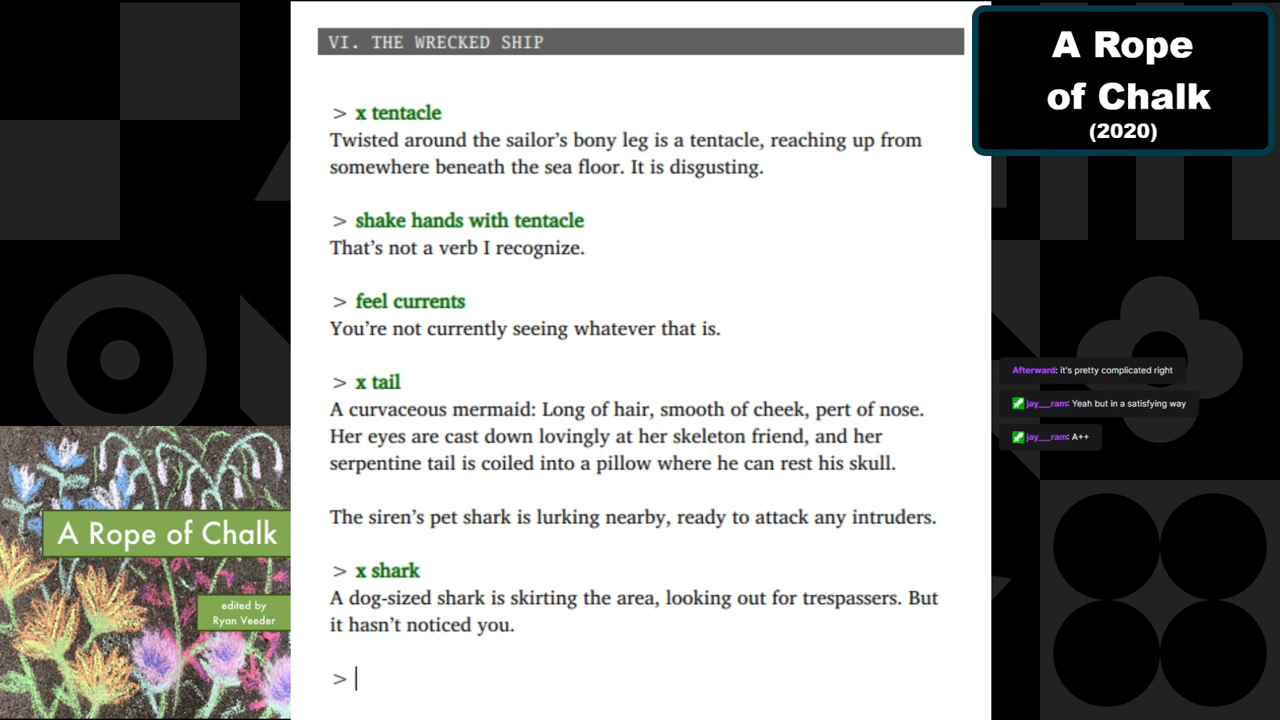 VI. THE WRECKED SHIP
> x tentacle
Twisted around the sailor’s bony leg is a tentacle, reaching up from
somewhere beneath the sea floor. It is disgusting.
> shake hands with tentacle
That’s not a verb I recognize.
> feel currents
You’re not currently seeing whatever that is.
> x tail
A curvaceous mermaid: Long of hair, smooth of cheek, pert of nose.
Her eyes are cast down lovingly at her skeleton friend, and her
serpentine tail is coiled into a pillow where he can rest his skull.
The siren’s pet shark is lurking nearby, ready to attack any intruders.
> x shark
A dog-sized shark is skirting the area, looking out for trespassers. But
it hasn’t noticed you.
>
A Rope
of Chalk
(2020)
Afterward: it's pretty complicated right
jay__ram: Yeah but in a satisfying way
jay__ram: A++
A Rope of Chalk
edited by
Ryan Veeder